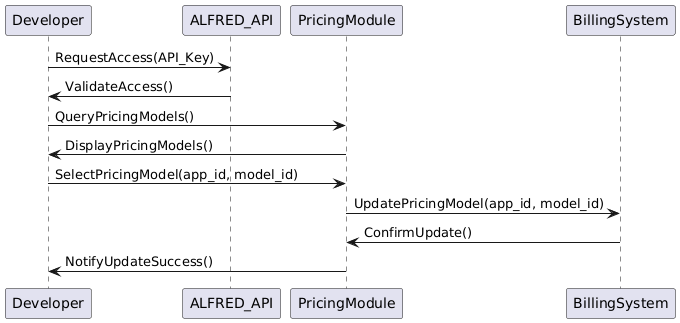 Developer ALFRED_API PricingModule BillingSystem
RequestAccess(API_Key)
ValidateAccess()
QueryPricingModels()
DisplayPricingModels()
SelectPricingModel(app_id, model_id)
UpdatePricingModel(app_id, model_id)
ConfirmUpdate()
NotifyUpdateSuccess()
Developer ALFRED_API PricingModule BillingSystem